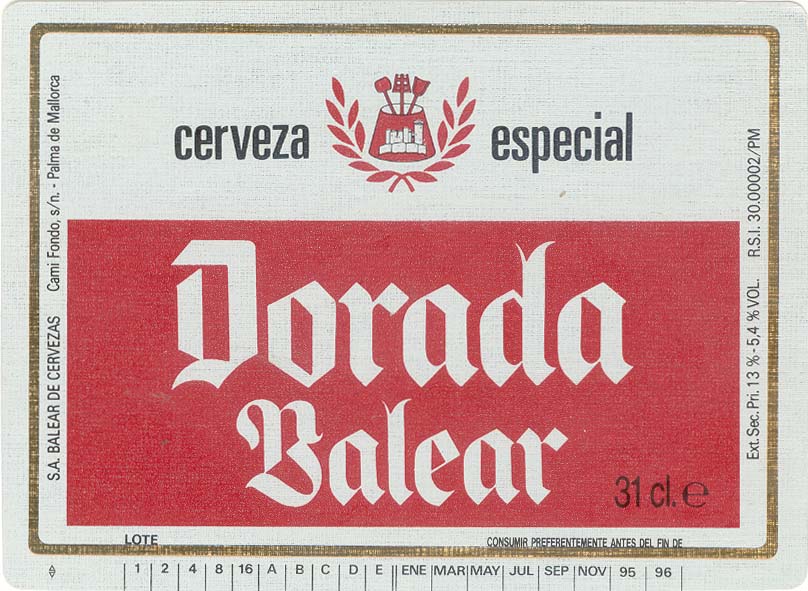 cerveza especial
Dorada
Balear
31 cl. ℮
S.A. BALEAR DE CERVEZAS Cami Fondo, s/n. - Palma de Mallorca
Ext. Sec. Pri. 13 % - 5,4 % VOL. R.S.I. 30.00002/PM
LOTE CONSUMIR PREFERENTEMENTE ANTES DEL FIN DE
1 2 4 8 16 A B C D E ENE MAR MAY JUL SEP NOV 95 96